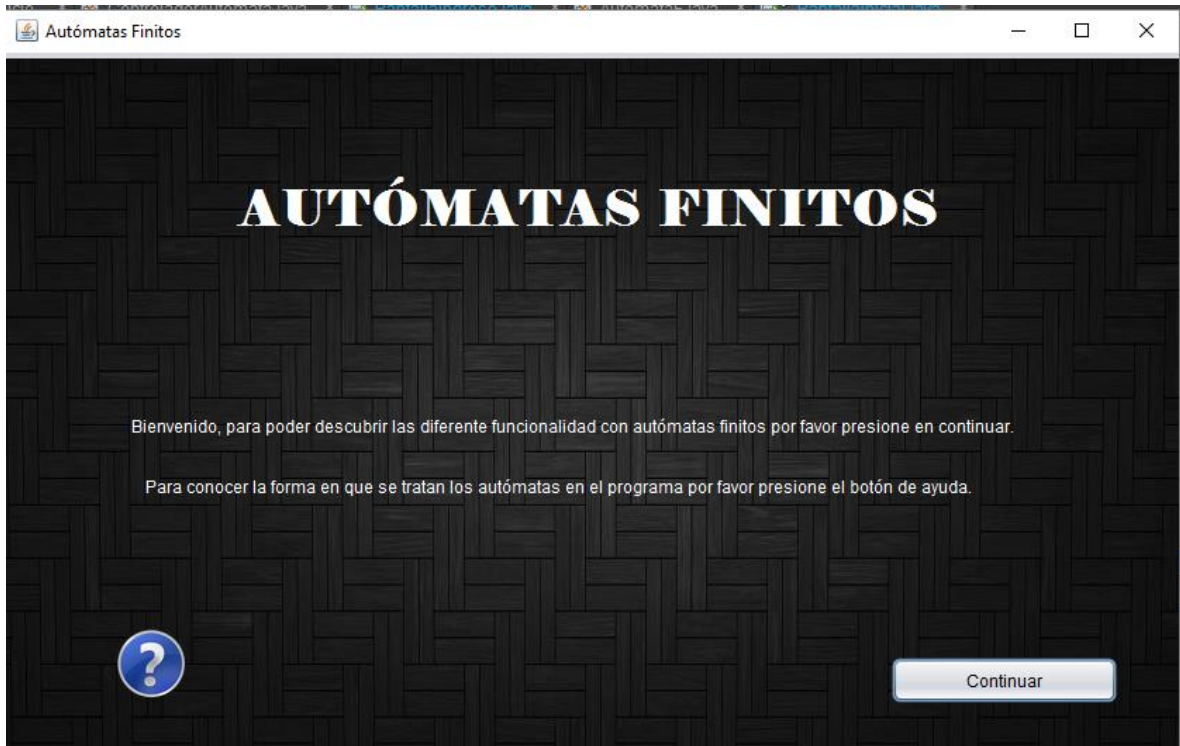 Autómatas Finitos
AUTÓMATAS FINITOS
Bienvenido, para poder descubrir las diferente funcionalidad con autómatas finitos por favor presione en continuar.
Para conocer la forma en que se tratan los autómatas en el programa por favor presione el botón de ayuda.
?
Continuar